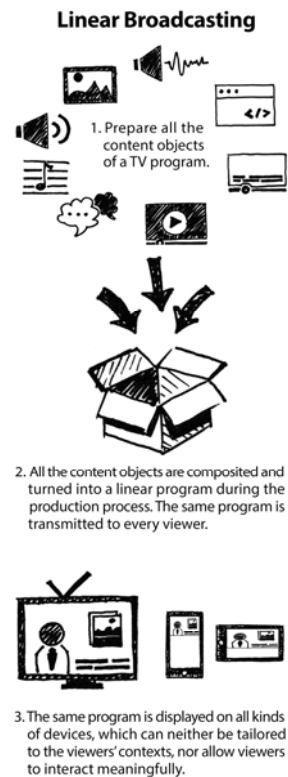 Linear Broadcasting
</>
1. Prepare all the
content objects
of a TV program.
2. All the content objects are composited and
turned into a linear program during the
production process. The same program is
transmitted to every viewer.
3. The same program is displayed on all kinds
of devices, which can neither be tailored
to the viewers' contexts, nor allow viewers
to interact meaningfully.